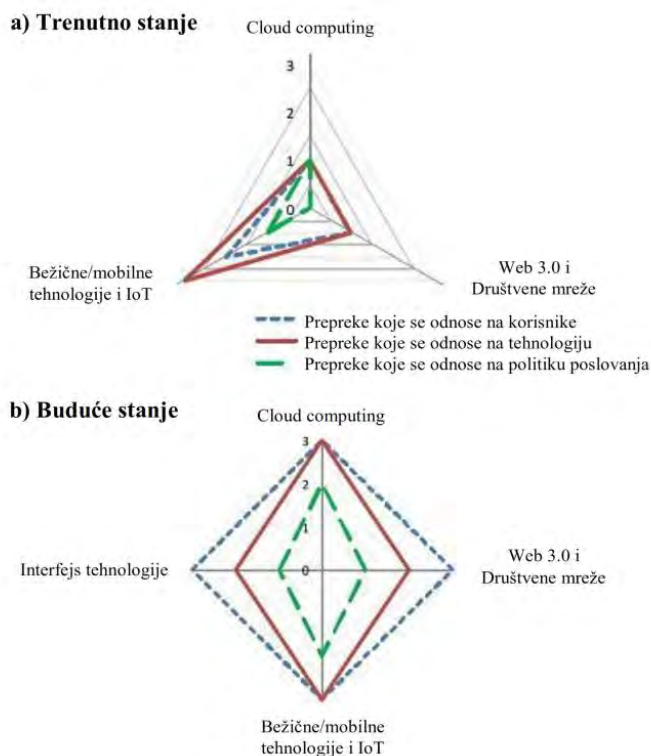 a) Trenutno stanje
Cloud computing
3
2
1
0
Bežične/mobilne
tehnologije i IoT
Web 3.0 i
Društvene mreže
Prepreke koje se odnose na korisnike
Prepreke koje se odnose na tehnologiju
Prepreke koje se odnose na politiku poslovanja
b) Buduće stanje
Cloud computing
3
2
1
0
Interfejs tehnologije
Web 3.0 i
Društvene mreže
Bežične/mobilne
tehnologije i IoT